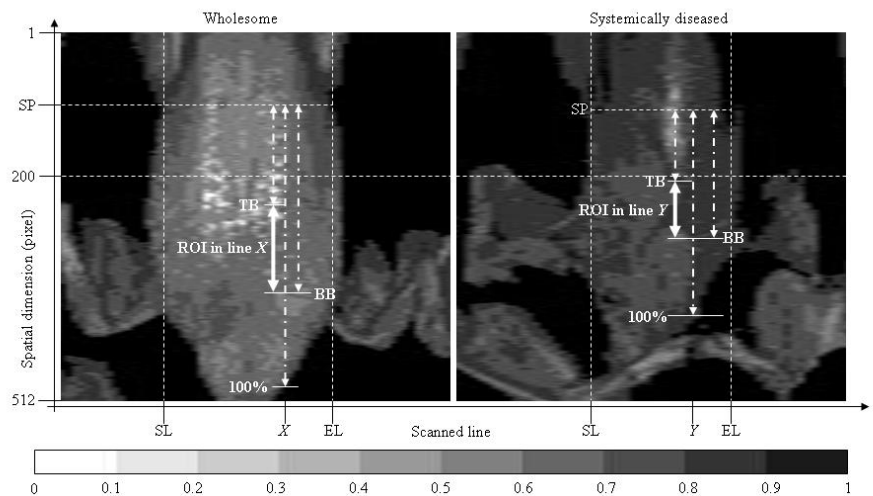 Wholesome
Systemically diseased
1
SP
SP
200
TB
TB
ROI in line X
ROI in line Y
BB
BB
100%
100%
512
Spatial dimension (pixel)
SL X EL Scanned line SL Y EL
0 0.1 0.2 0.3 0.4 0.5 0.6 0.7 0.8 0.9 1